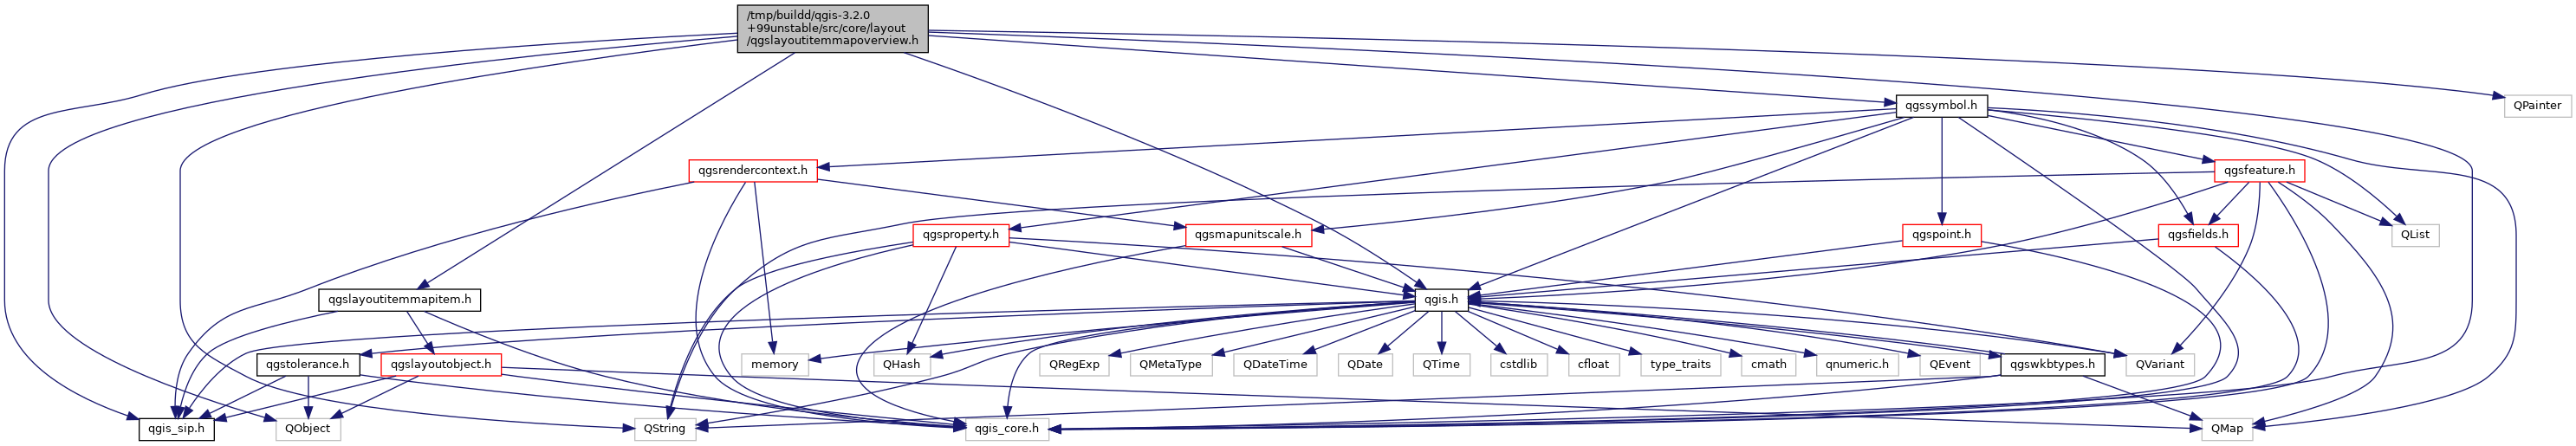 /tmp/buildd/qgis-3.2.0
+99unstable/src/core/layout
/qgslayoutitemmapoverview.h
qgssymbol.h
QPainter
qgsrendercontext.h
qgsfeature.h
qgsproperty.h
qgsmapunitscale.h
qgspoint.h
qgsfields.h
QList
qgslayoutitemmapitem.h
qgis.h
qgstolerance.h
qgslayoutobject.h
memory
QHash
QRegExp
QMetaType
QDateTime
QDate
QTime
cstdlib
cfloat
type_traits
cmath
qnumeric.h
QEvent
qgswkbtypes.h
QVariant
qgis_sip.h
QObject
QString
qgis_core.h
QMap